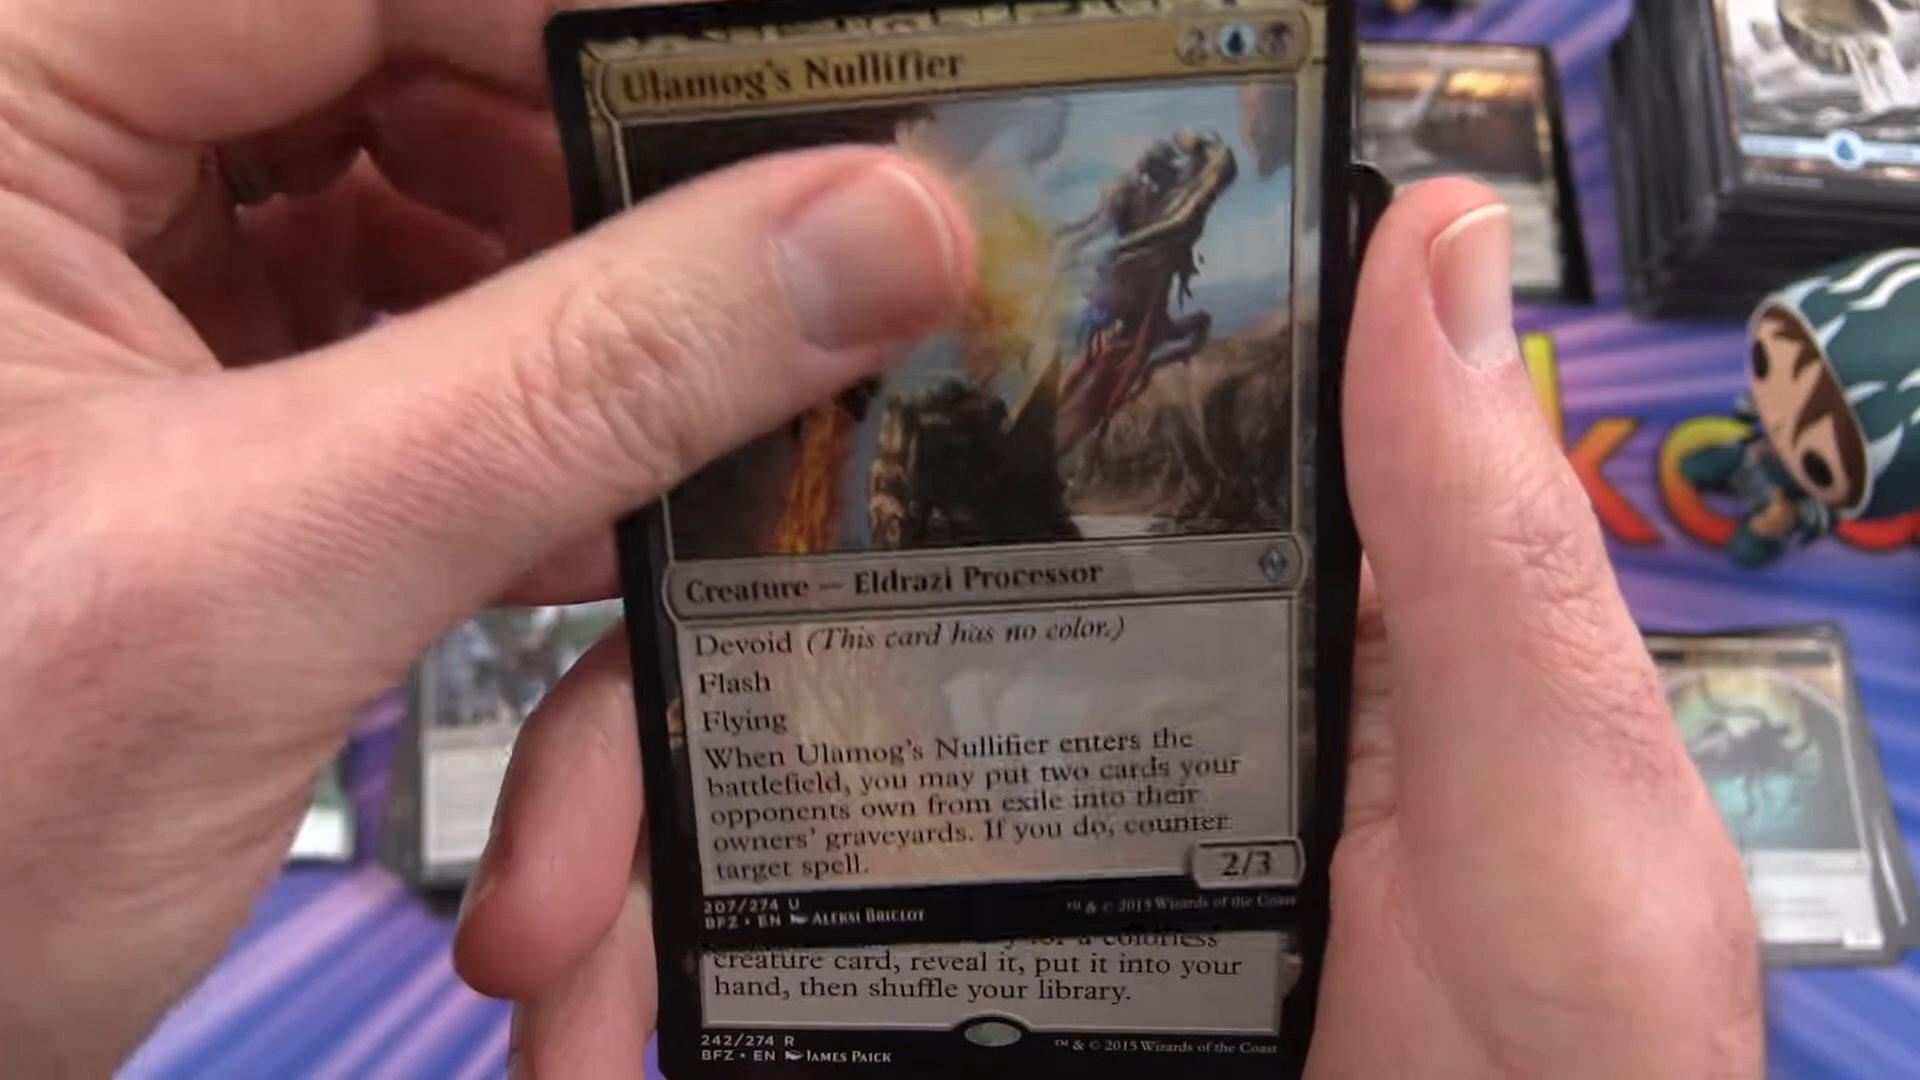 Ulamog's Nullifier 2
Creature — Eldrazi Processor
Devoid (This card has no color.)
Flash
Flying
When Ulamog's Nullifier enters the
battlefield, you may put two cards your
opponents own from exile into their
owners' graveyards. If you do, counter
target spell.
2/3
207/274 U
BFZ • EN ALEKSI BRICLOT
™ & © 2015 Wizards of the Coast
for a colorless
creature card, reveal it, put it into your
hand, then shuffle your library.
242/274 R
BFZ • EN JAMES PAICK
™ & © 2015 Wizards of the Coast